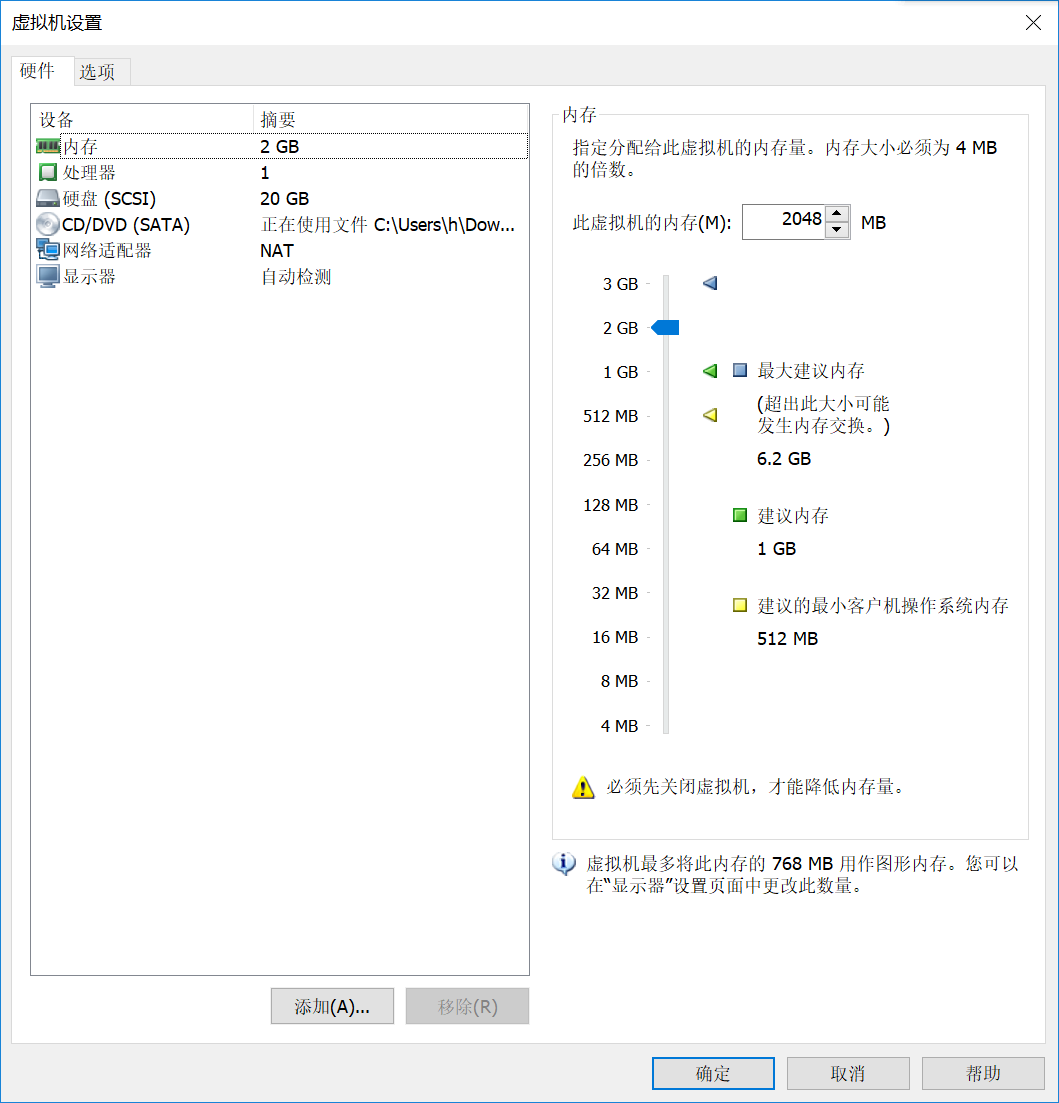 虚拟机设置
硬件 选项
设备 摘要
内存 2 GB
处理器 1
硬盘 (SCSI) 20 GB
CD/DVD (SATA) 正在使用文件 C:\Users\h\Dow...
网络适配器 NAT
显示器 自动检测
添加(A)... 移除(R)
内存
指定分配给此虚拟机的内存量。内存大小必须为 4 MB
的倍数。
此虚拟机的内存(M): 2048 MB
3 GB
2 GB
1 GB
512 MB
256 MB
128 MB
64 MB
32 MB
16 MB
8 MB
4 MB
最大建议内存
(超出此大小可能
发生内存交换。)
6.2 GB
建议内存
1 GB
建议的最小客户机操作系统内存
512 MB
必须先关闭虚拟机，才能降低内存量。
虚拟机最多将此内存的 768 MB 用作图形内存。您可以
在“显示器”设置页面中更改此数量。
确定 取消 帮助